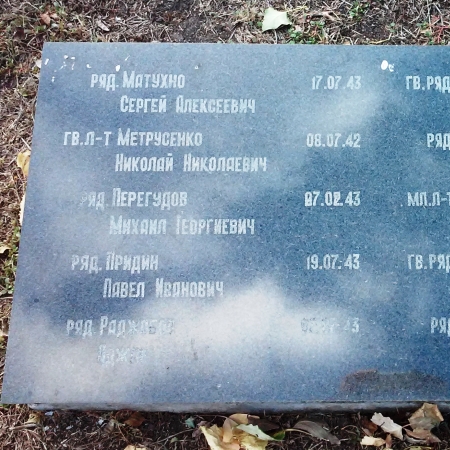 ряд. Матухно 17.07.43 гв. ряд
Сергей Алексеевич
гв. л-т Метрусенко 08.07.42 ряд
Николай Николаевич
ряд. Перегудов 07.02.43 мл. л-т
Михаил Георгиевич
ряд. Придин 19.07.43 гв. ряд
Павел Иванович
ряд ряд